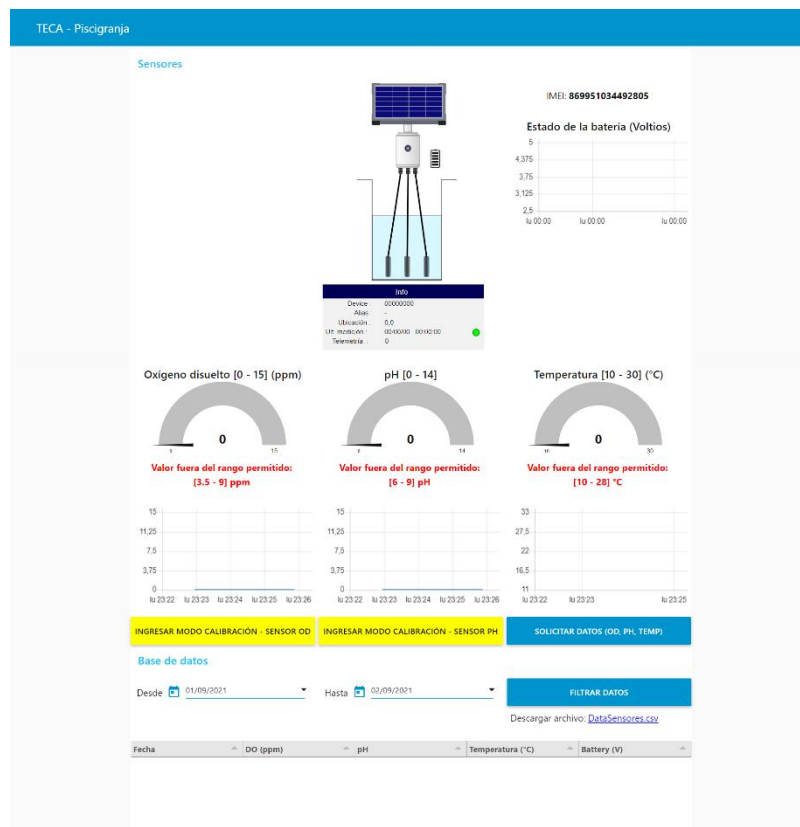 TECA - Piscigranja
Sensores
IMEI: 869951034492805
Estado de la batería (Voltios)
5
4,375
3,75
3,125
2,5
lu 00:00 lu 00:00 lu 00:00
Info
Device : 00000000
Alias : -
Ubicación : 0,0
Ult. medición : 00/00/00 00:00:00
Telemetría : 0
Oxígeno disuelto [0 - 15] (ppm)
0
15
Valor fuera del rango permitido:
[3.5 - 9] ppm
pH [0 - 14]
0
14
Valor fuera del rango permitido:
[6 - 9] pH
Temperatura [10 - 30] (°C)
0
30
Valor fuera del rango permitido:
[10 - 28] °C
15
11,25
7,5
3,75
0
lu 23:22 lu 23:23 lu 23:24 lu 23:25 lu 23:26
15
11,25
7,5
3,75
0
lu 23:22 lu 23:23 lu 23:24 lu 23:25 lu 23:26
33
27,5
22
16,5
11
lu 23:22 lu 23:23 lu 23:25
INGRESAR MODO CALIBRACIÓN - SENSOR OD
INGRESAR MODO CALIBRACIÓN - SENSOR PH
SOLICITAR DATOS (OD, PH, TEMP)
Base de datos
Desde 01/09/2021 Hasta 02/09/2021
FILTRAR DATOS
Descargar archivo: DataSensores.csv
Fecha DO (ppm) pH Temperatura (°C) Battery (V)